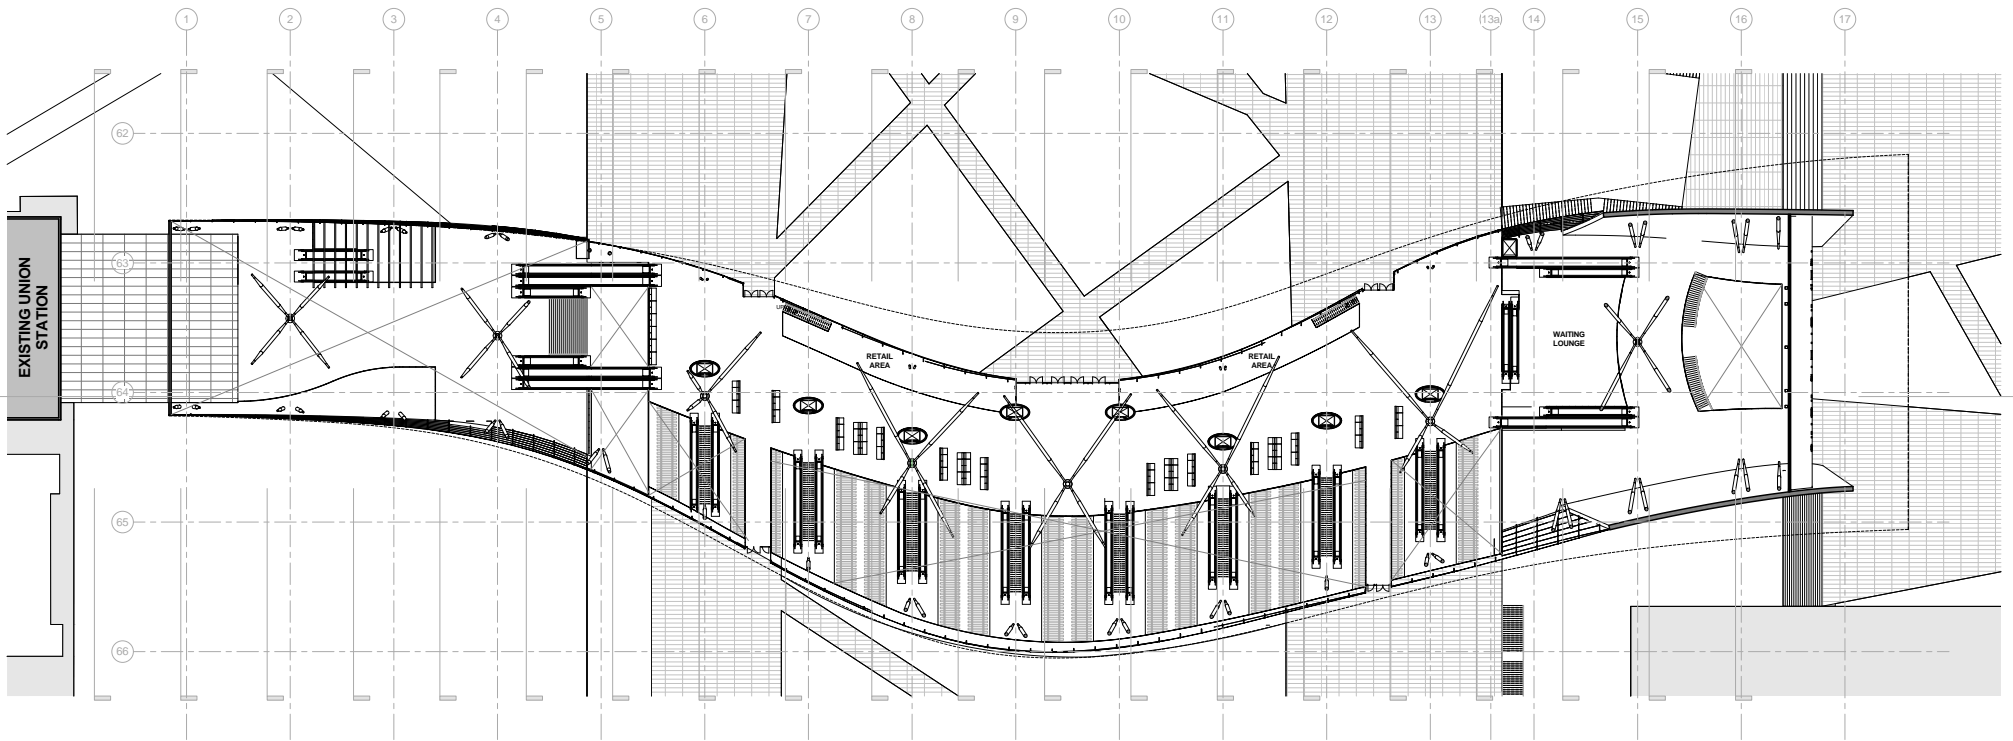 1 2 3 4 5 6 7 8 9 10 11 12 13 13a 14 15 16 17
62
63
64
65
66
EXISTING UNION
STATION
RETAIL
AREA
RETAIL
AREA
WAITING
LOUNGE